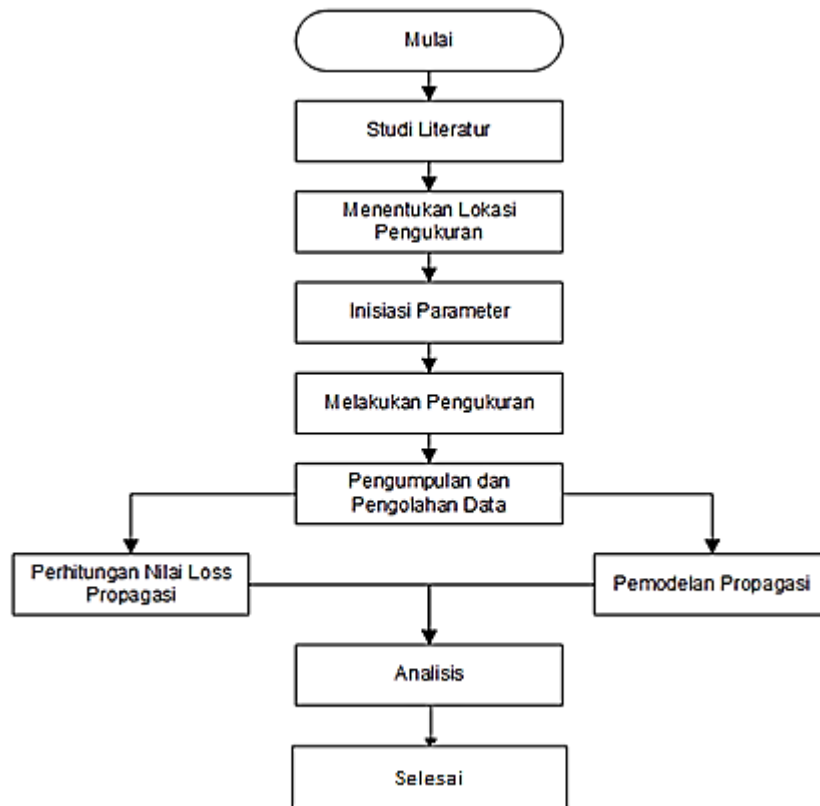 Mulai
Studi Literatur
Menentukan Lokasi
Pengukuran
Inisiasi Parameter
Melakukan Pengukuran
Pengumpulan dan
Pengolahan Data
Perhitungan Nilai Loss
Propagasi
Pemodelan Propagasi
Analisis
Selesai